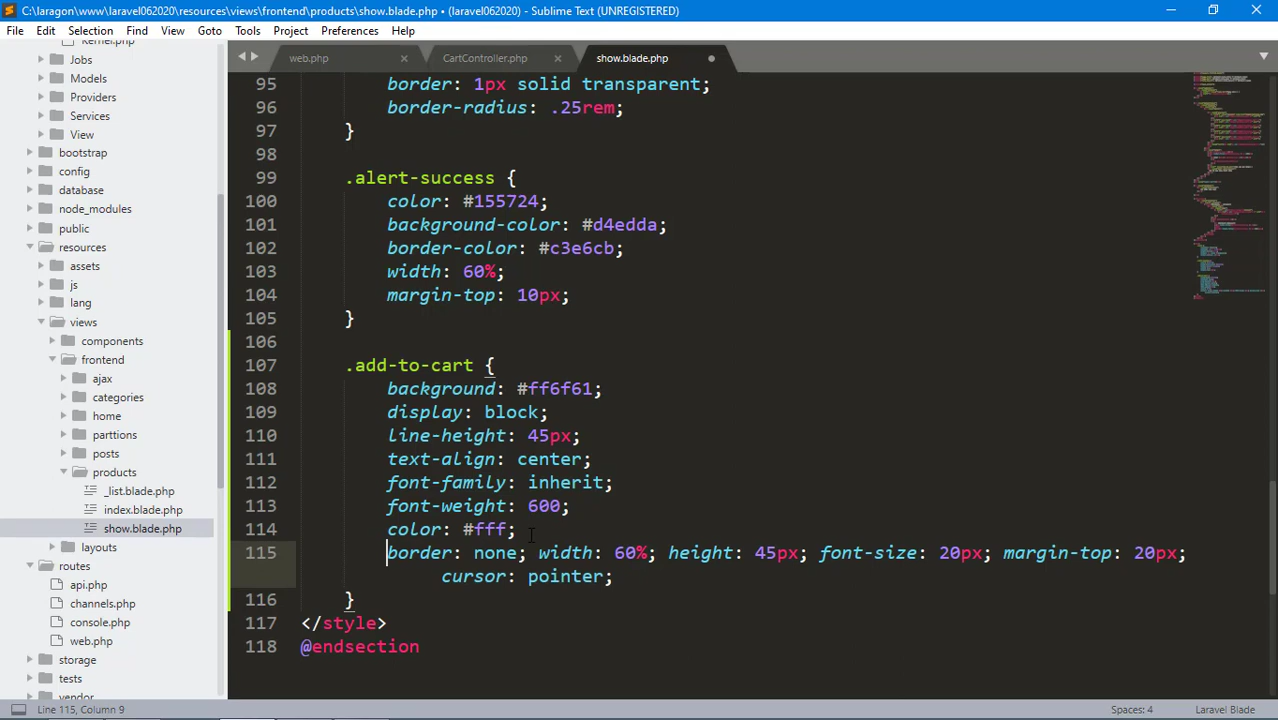 C:\laragon\www\laravel062020\resources\views\frontend\products\show.blade.php • (laravel062020) - Sublime Text (UNREGISTERED)
File Edit Selection Find View Goto Tools Project Preferences Help
web.php CartController.php show.blade.php
Kernel.php
Jobs
Models
Providers
Services
View
bootstrap
config
database
node_modules
public
resources
assets
js
lang
views
components
frontend
ajax
categories
home
parttions
posts
products
_list.blade.php
index.blade.php
show.blade.php
layouts
routes
api.php
channels.php
console.php
web.php
storage
tests
vendor
95 border: 1px solid transparent;
96 border-radius: .25rem;
97 }
98
99 .alert-success {
100 color: #155724;
101 background-color: #d4edda;
102 border-color: #c3e6cb;
103 width: 60%;
104 margin-top: 10px;
105 }
106
107 .add-to-cart {
108 background: #ff6f61;
109 display: block;
110 line-height: 45px;
111 text-align: center;
112 font-family: inherit;
113 font-weight: 600;
114 color: #fff;
115 border: none; width: 60%; height: 45px; font-size: 20px; margin-top: 20px;
cursor: pointer;
116 }
117 </style>
118 @endsection
Line 115, Column 9 Spaces: 4 Laravel Blade